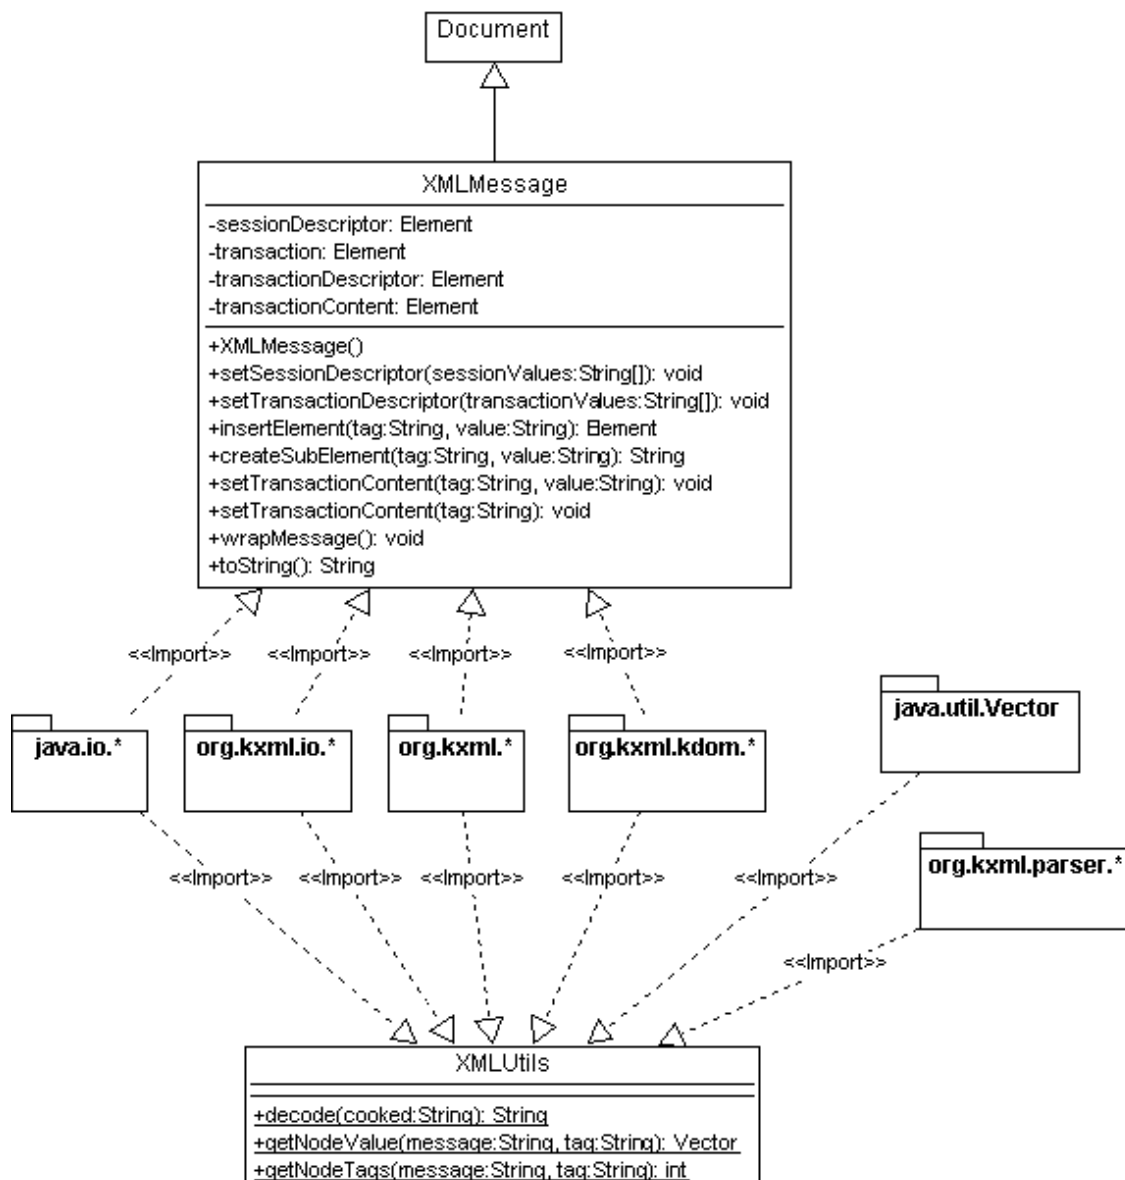 Document
XMLMessage
-sessionDescriptor: Element
-transaction: Element
-transactionDescriptor: Element
-transactionContent: Element
+XMLMessage()
+setSessionDescriptor(sessionValues:String[]): void
+setTransactionDescriptor(transactionValues:String[]): void
+insertElement(tag:String, value:String): Element
+createSubElement(tag:String, value:String): String
+setTransactionContent(tag:String, value:String): void
+setTransactionContent(tag:String): void
+wrapMessage(): void
+toString(): String
<<Import>> <<Import>> <<Import>> <<Import>>
java.util.Vector
java.io.* org.kxml.io.* org.kxml.* org.kxml.kdom.*
org.kxml.parser.*
<<Import>> <<Import>> <<Import>> <<Import>> <<Import>>
<<Import>>
XMLUtils
+decode(cooked:String): String
+getNodeValue(message:String, tag:String): Vector
+getNodeTags(message:String, tag:String): int